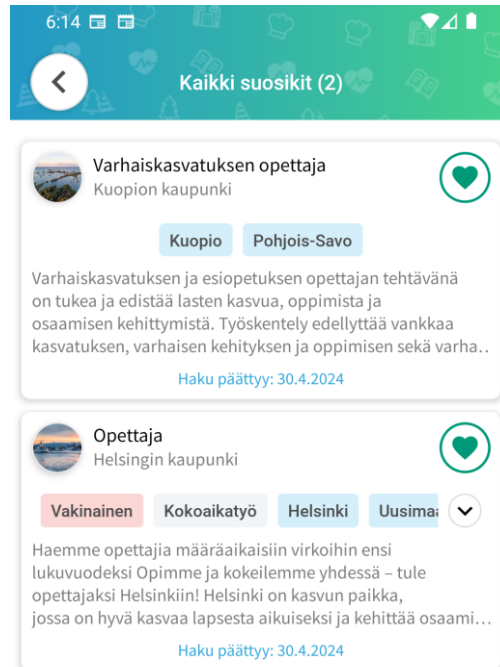 6:14
Kaikki suosikit (2)
Varhaiskasvatuksen opettaja
Kuopion kaupunki
Kuopio Pohjois-Savo
Varhaiskasvatuksen ja esiopetuksen opettajan tehtävänä
on tukea ja edistää lasten kasvua, oppimista ja
osaamisen kehittymistä. Työskentely edellyttää vankkaa
kasvatuksen, varhaisen kehityksen ja oppimisen sekä varha..
Haku päättyy: 30.4.2024
Opettaja
Helsingin kaupunki
Vakinainen Kokoaikatyö Helsinki Uusimaa
Haemme opettajia määräaikaisiin virkoihin ensi
lukuvuodeksi Opimme ja kokeilemme yhdessä – tule
opettajaksi Helsinkiin! Helsinki on kasvun paikka,
jossa on hyvä kasvaa lapsesta aikuiseksi ja kehittää osaami...
Haku päättyy: 30.4.2024